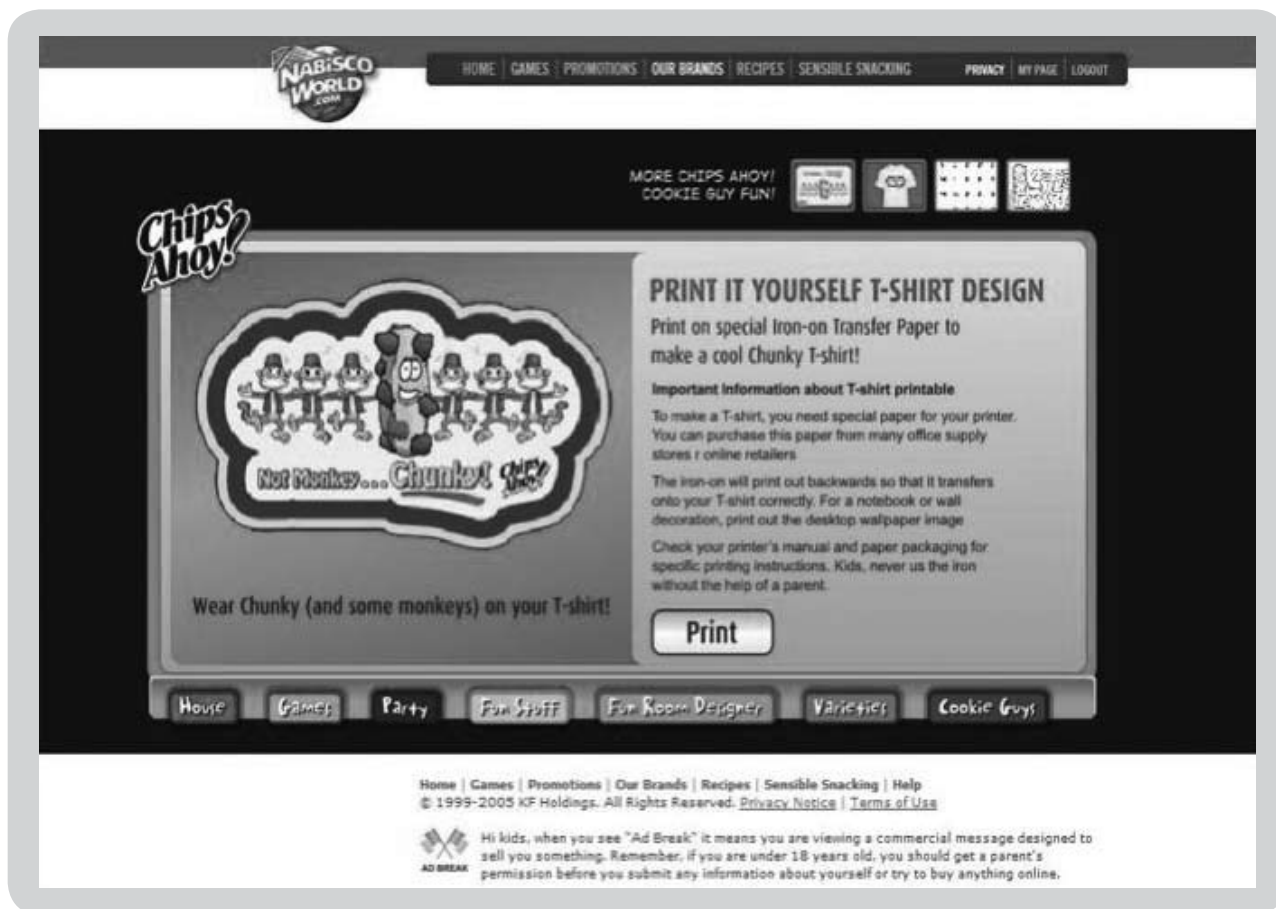 NABISCO
WORLD
.COM
HOME | GAMES | PROMOTIONS | OUR BRANDS | RECIPES | SENSIBLE SNACKING
PRIVACY | MY PAGE | LOGOUT
MORE CHIPS AHOY!
COOKIE GUY FUN!
Chips
Ahoy!
Not Monkey...Chunky! Chips
Ahoy!
Wear Chunky (and some monkeys) on your T-shirt!
PRINT IT YOURSELF T-SHIRT DESIGN
Print on special Iron-on Transfer Paper to
make a cool Chunky T-shirt!
Important Information about T-shirt printable
To make a T-shirt, you need special paper for your printer.
You can purchase this paper from many office supply
stores r online retailers
The iron-on will print out backwards so that it transfers
onto your T-shirt correctly. For a notebook or wall
decoration, print out the desktop wallpaper image
Check your printer's manual and paper packaging for
specific printing instructions. Kids, never us the iron
without the help of a parent.
Print
House Games Party Fun Stuff Fun Room Designer Varieties Cookie Guys
Home | Games | Promotions | Our Brands | Recipes | Sensible Snacking | Help
© 1999-2005 KF Holdings. All Rights Reserved. Privacy Notice | Terms of Use
AD BREAK
Hi kids, when you see "Ad Break" it means you are viewing a commercial message designed to
sell you something. Remember, if you are under 18 years old, you should get a parent's
permission before you submit any information about yourself or try to buy anything online.